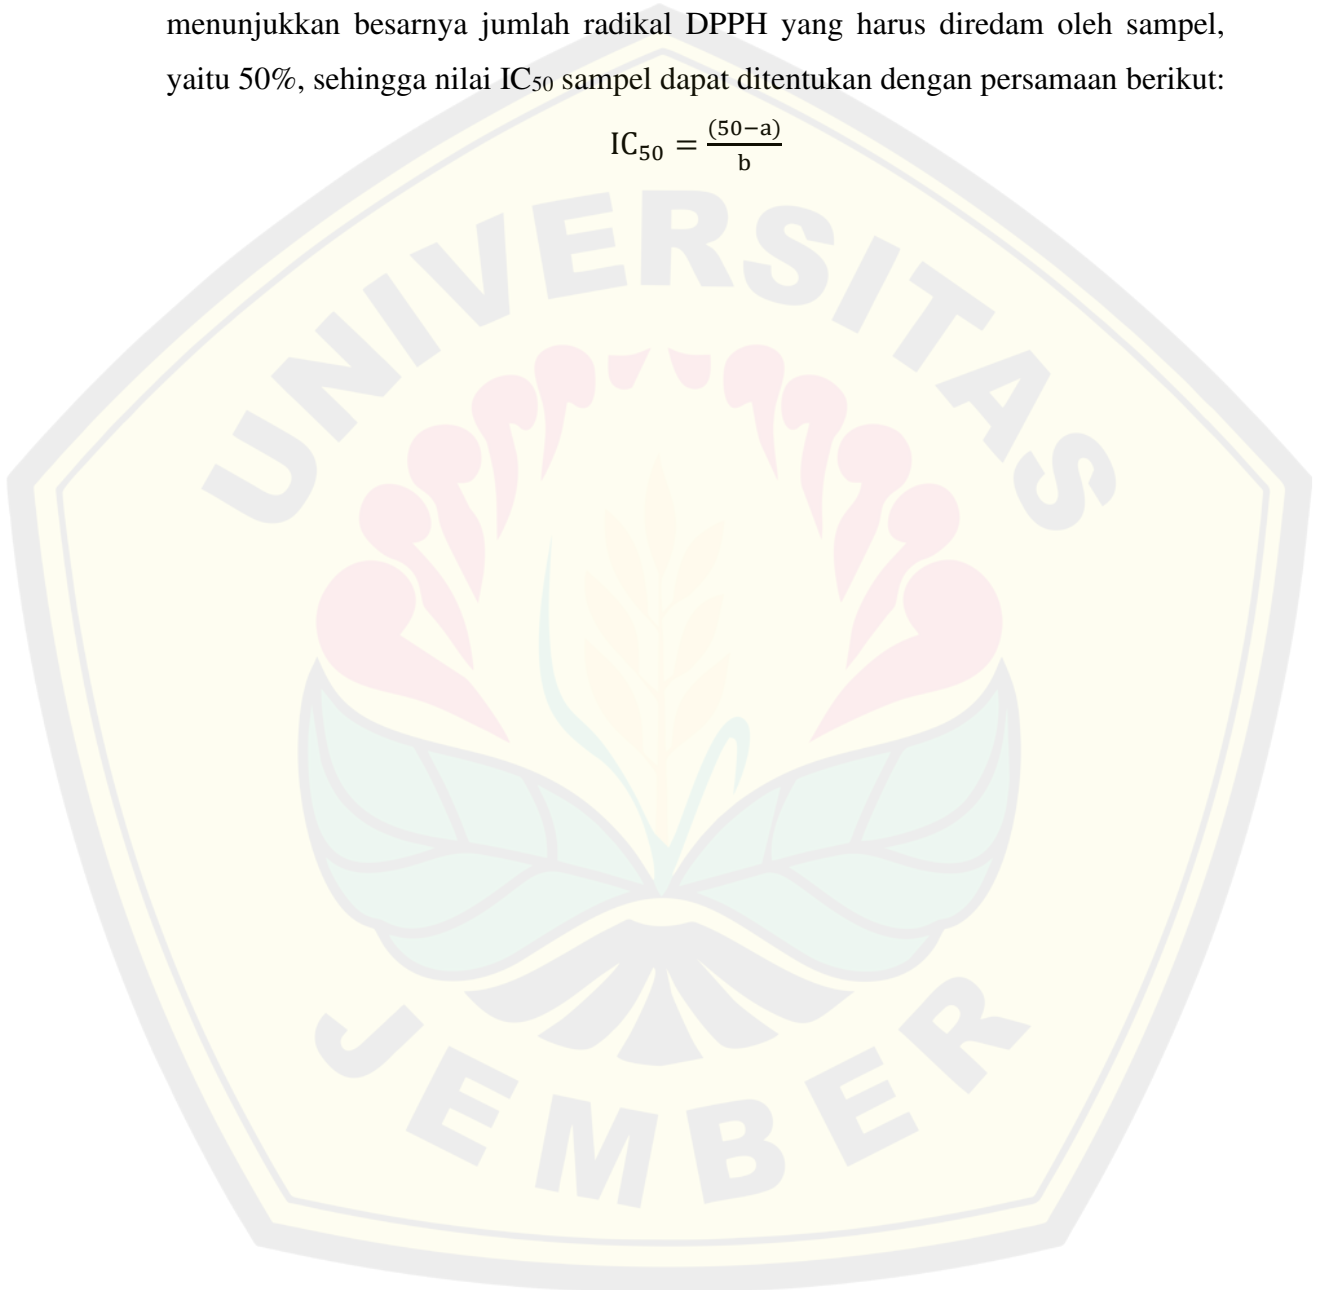 menunjukkan besarnya jumlah radikal DPPH yang harus diredam oleh sampel,
yaitu 50%, sehingga nilai IC₅₀ sampel dapat ditentukan dengan persamaan berikut:
IC₅₀ = (50−a)/b
UNIVERSITAS
JEMBER